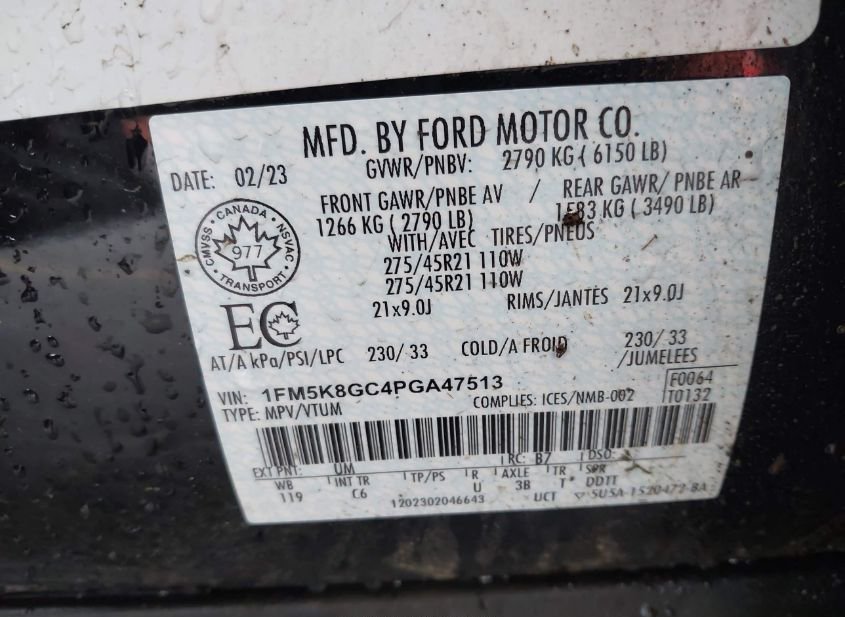 MFD. BY FORD MOTOR CO.
DATE: 02/23
GVWR/PNBV: 2790 KG ( 6150 LB)
FRONT GAWR/PNBE AV / REAR GAWR/ PNBE AR
1266 KG ( 2790 LB) 1583 KG ( 3490 LB)
WITH/AVEC TIRES/PNEUS
275/45R21 110W
275/45R21 110W
21x9.0J RIMS/JANTES 21x9.0J
CANADA
CMVSS NSVAC
977
TRANSPORT
EC
AT/A kPa/PSI/LPC 230/ 33 COLD/A FROID 230/ 33
/JUMELEES
VIN: 1FM5K8GC4PGA47513 F0064
TYPE: MPV/VTUM COMPLIES: ICES/NMB-002 T0132
EXT PNT: UM RC: B7 DSO:
WB INT TR TP/PS R AXLE TR SPR
119 C6 U 3B T* DDTT
1202302046643 UCT 5U5A-1520472-BA